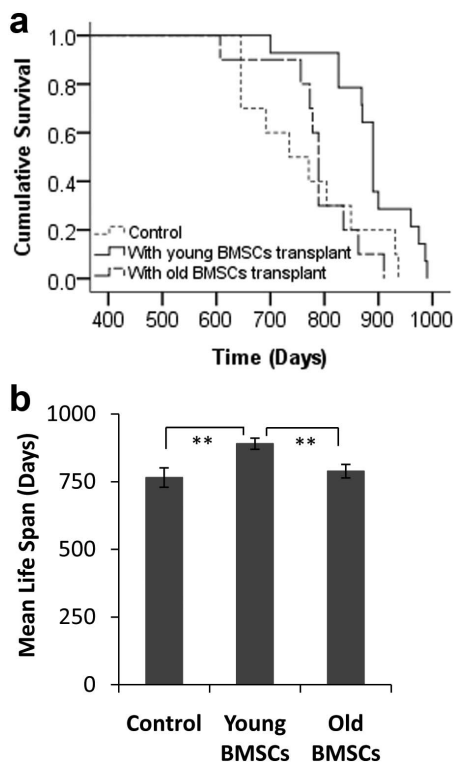 a
Cumulative Survival
1.0
0.8
0.6
0.4
0.2
0.0
Control
With young BMSCs transplant
With old BMSCs transplant
400 500 600 700 800 900 1000
Time (Days)
b
Mean Life Span (Days)
1000
750
500
250
0
** **
Control Young Old
BMSCs BMSCs